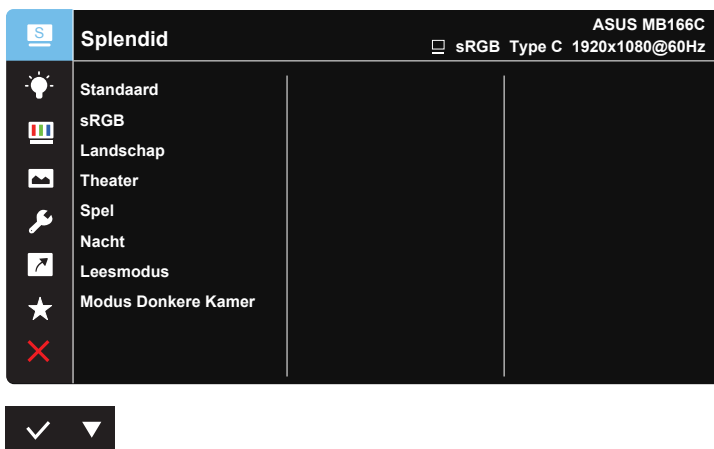 S
Splendid
ASUS MB166C
sRGB Type C 1920x1080@60Hz
Standaard
sRGB
Landschap
Theater
Spel
Nacht
Leesmodus
Modus Donkere Kamer